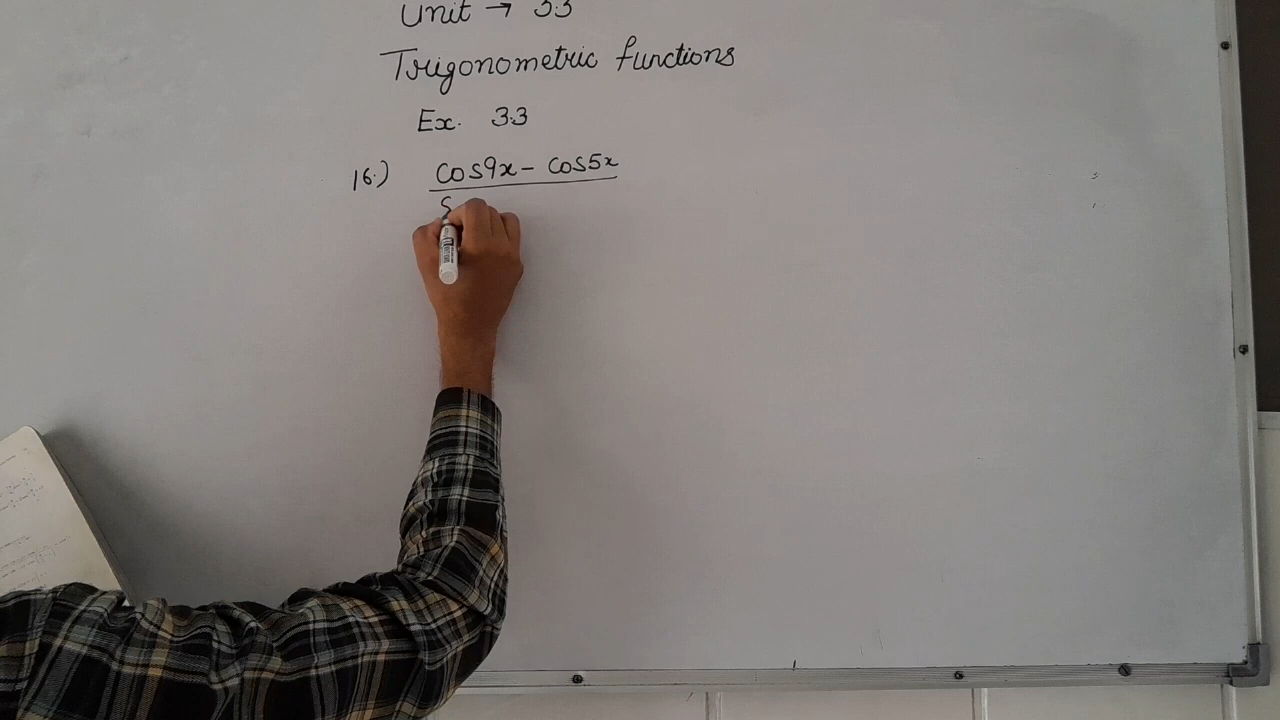 Unit → 3.3
Trigonometric functions
Ex. 3.3
16.) Cos9x - Cos5x
S